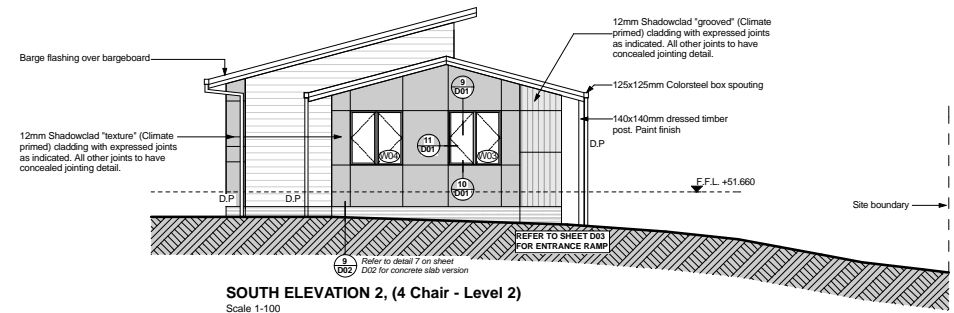 12mm Shadowclad "grooved" (Climate
primed) cladding with expressed joints
as indicated. All other joints to have
concealed jointing detail.
Barge flashing over bargeboard
125x125mm Colorsteel box spouting
9
D01
140x140mm dressed timber
post. Paint finish
12mm Shadowclad "texture" (Climate
primed) cladding with expressed joints
as indicated. All other joints to have
concealed jointing detail.
11
D01
W04
W03
D.P
10
D01
F.F.L. +51.660
D.P
D.P
Site boundary
REFER TO SHEET D03
FOR ENTRANCE RAMP
9
D02
Refer to detail 7 on sheet
D02 for concrete slab version
SOUTH ELEVATION 2, (4 Chair - Level 2)
Scale 1-100